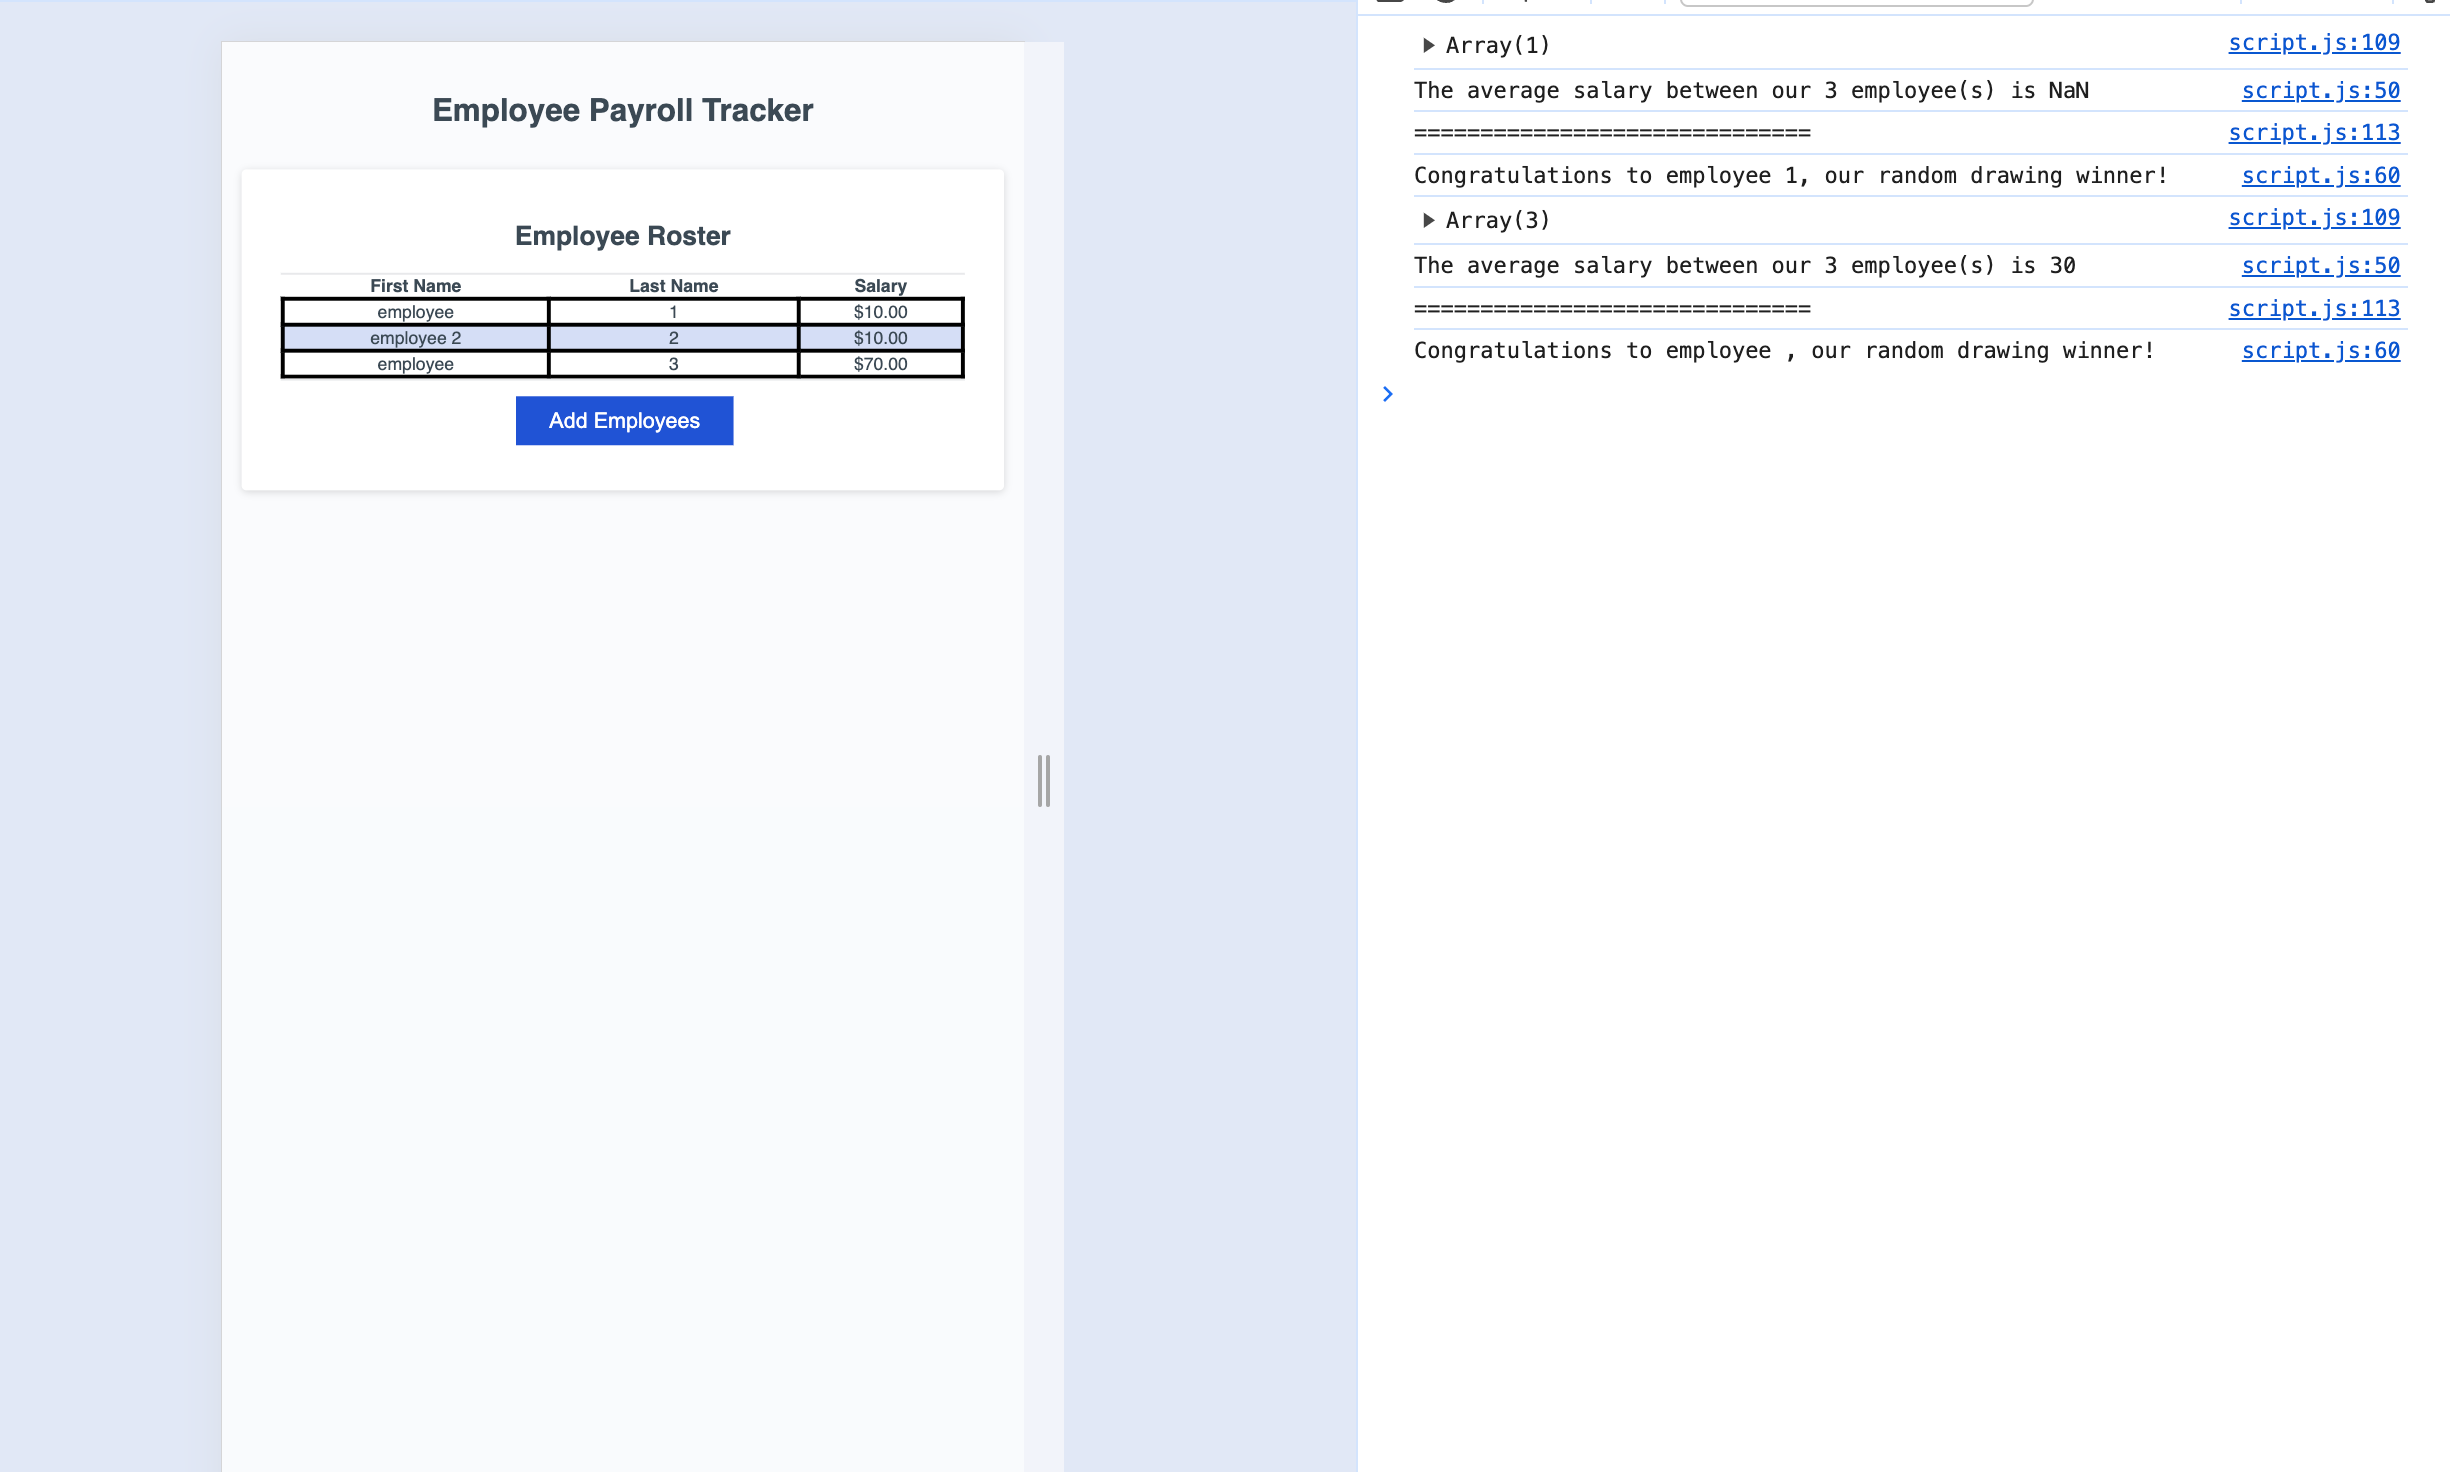 Employee Payroll Tracker
Employee Roster
First Name Last Name Salary
employee 1 $10.00
employee 2 2 $10.00
employee 3 $70.00
Add Employees
Array(1) script.js:109
The average salary between our 3 employee(s) is NaN script.js:50
============================== script.js:113
Congratulations to employee 1, our random drawing winner! script.js:60
Array(3) script.js:109
The average salary between our 3 employee(s) is 30 script.js:50
============================== script.js:113
Congratulations to employee , our random drawing winner! script.js:60